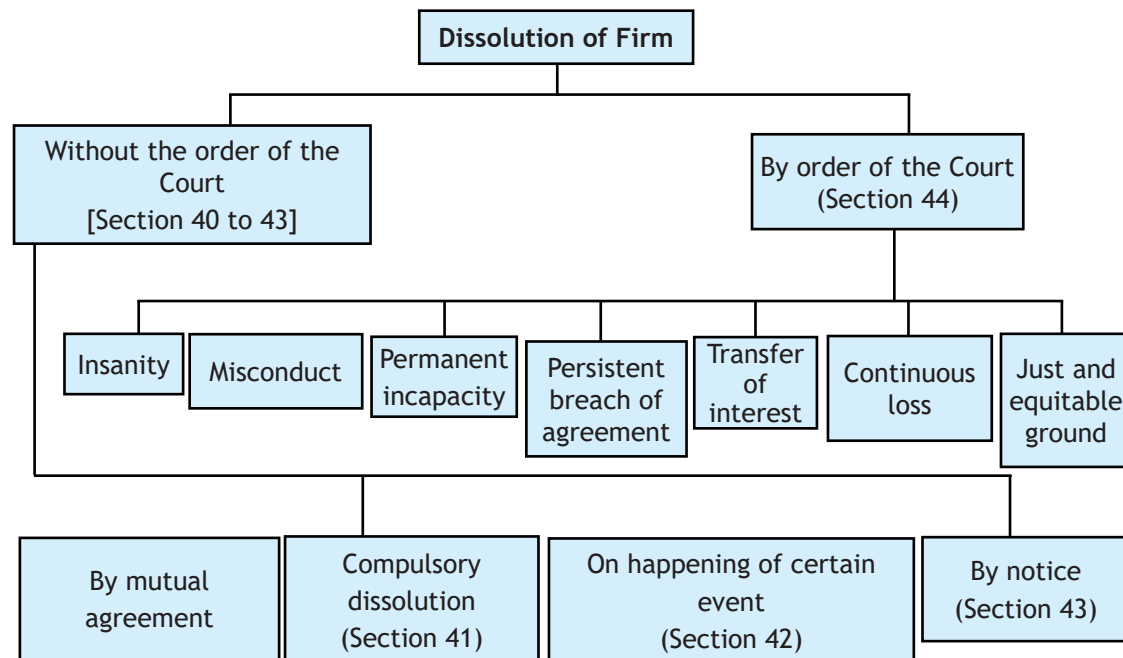 Dissolution of Firm
Without the order of the
Court
[Section 40 to 43]
By order of the Court
(Section 44)
Insanity
Misconduct
Permanent
incapacity
Persistent
breach of
agreement
Transfer
of
interest
Continuous
loss
Just and
equitable
ground
By mutual
agreement
Compulsory
dissolution
(Section 41)
On happening of certain
event
(Section 42)
By notice
(Section 43)